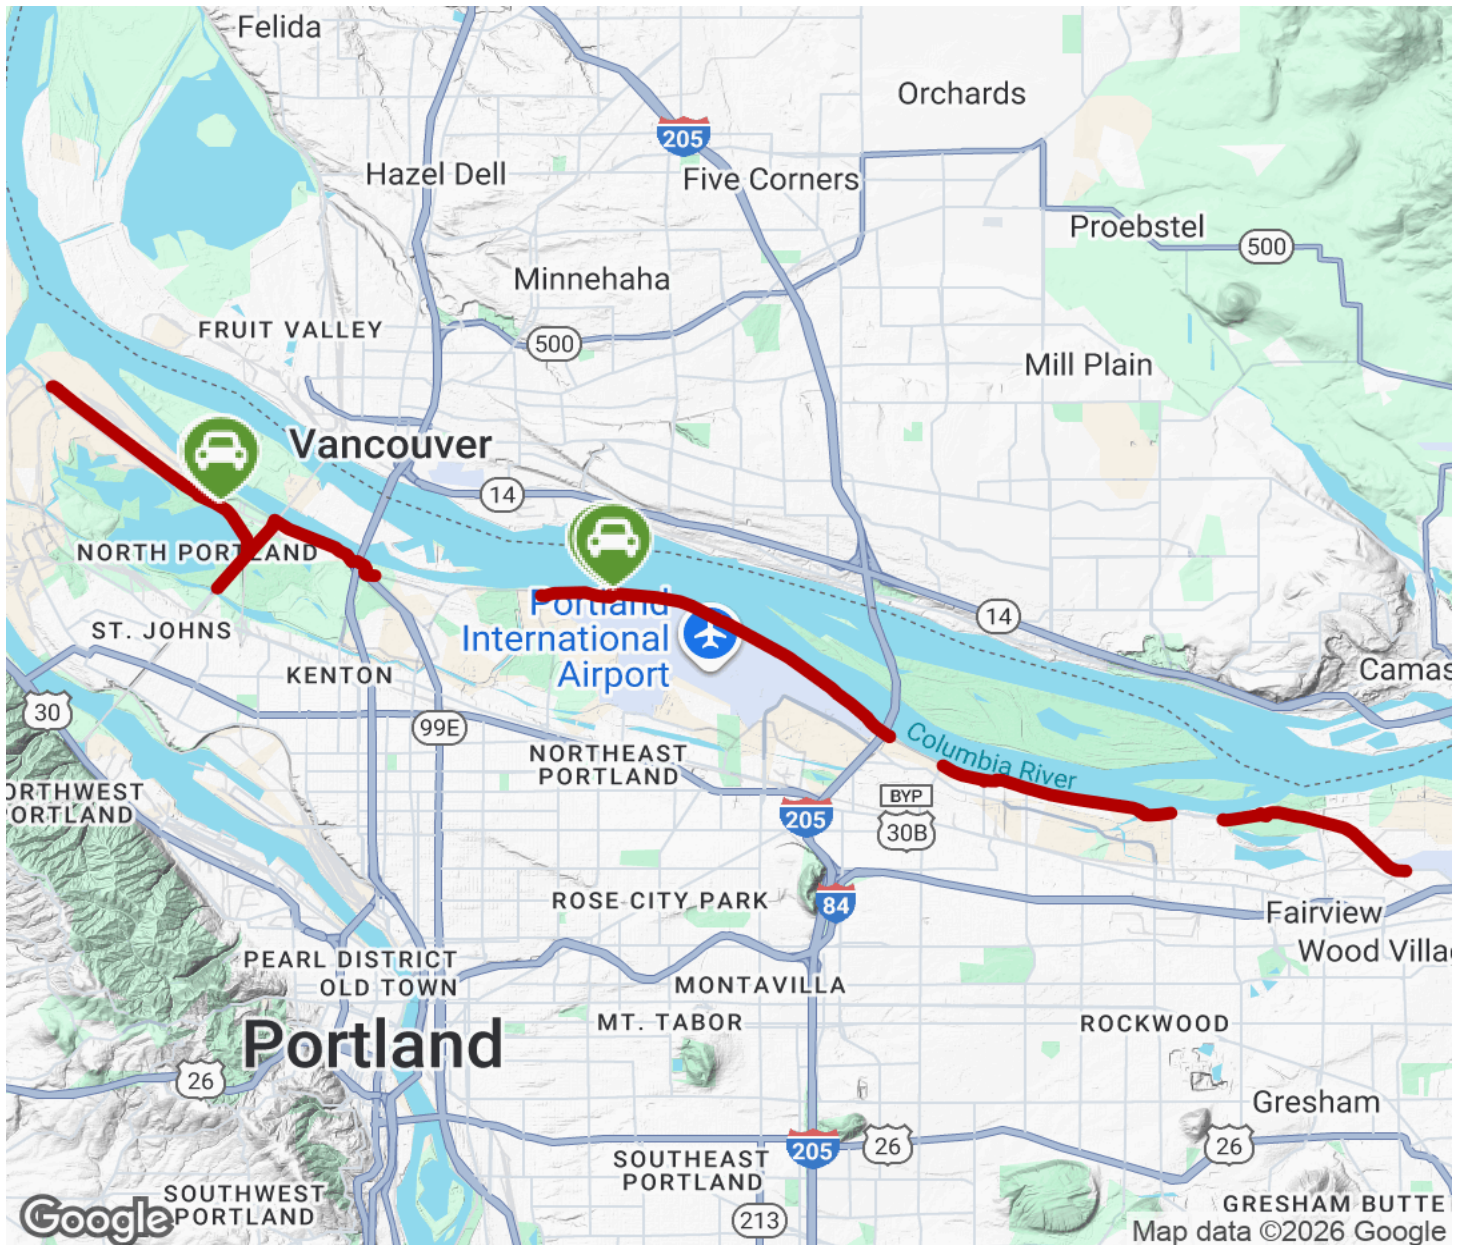 Felida
Orchards
205
Hazel Dell
Five Corners
Proebstel
500
Minnehaha
FRUIT VALLEY
500
Mill Plain
Vancouver
14
NORTH PORTLAND
Portland
International
Airport
14
ST. JOHNS
KENTON
Camas
30
99E
Columbia River
NORTHEAST
PORTLAND
ORTHWEST
ORTLAND
BYP
30B
205
84
ROSE CITY PARK
Fairview
Wood Villa
PEARL DISTRICT
OLD TOWN
MONTAVILLA
MT. TABOR
ROCKWOOD
Portland
26
Gresham
205
26
26
SOUTHEAST
PORTLAND
SOUTHWEST
PORTLAND
213
GRESHAM BUTTE
Google
Map data ©2026 Google